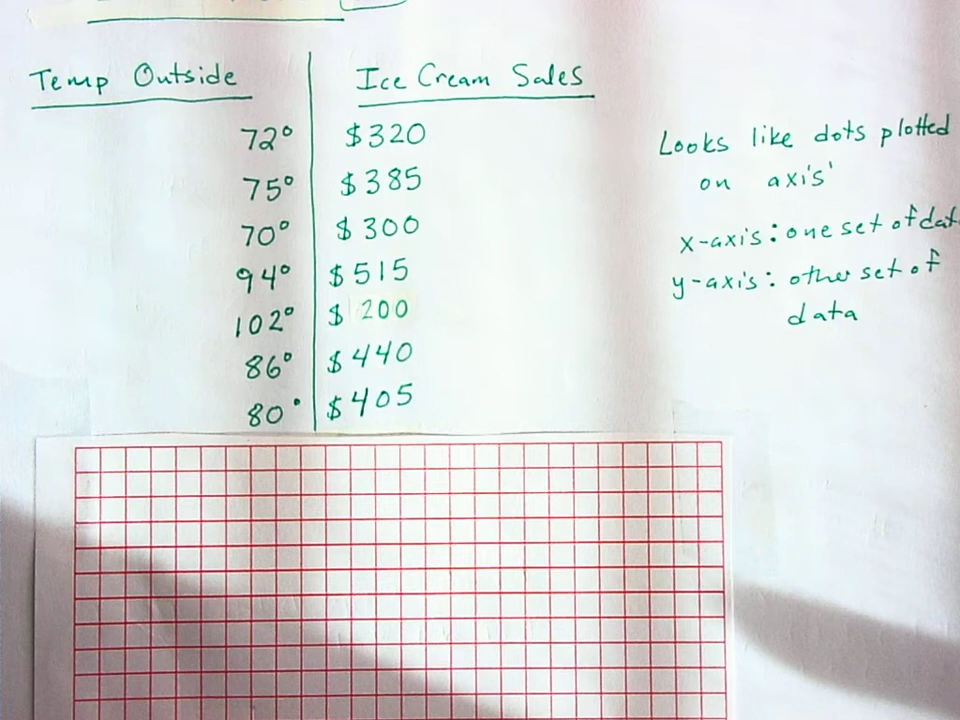 Temp Outside
Ice Cream Sales
72° $320
75° $385
70° $300
94° $515
102° $ 200
86° $440
80° $405
Looks like dots plotted
on axis'
x-axis: one set of
y-axis: other set of
data